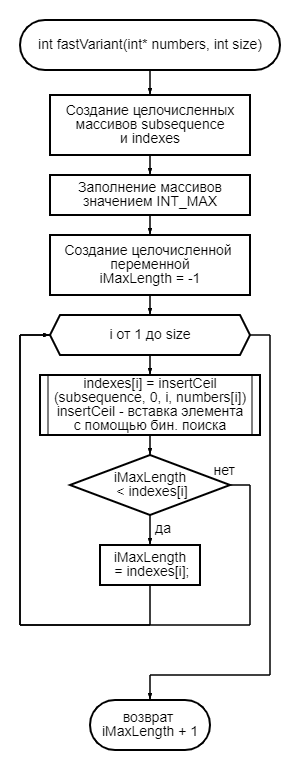 int fastVariant(int* numbers, int size)
Создание целочисленных
массивов subsequence
и indexes
Заполнение массивов
значением INT_MAX
Создание целочисленной
переменной
iMaxLength = -1
i от 1 до size
indexes[i] = insertCeil
(subsequence, 0, i, numbers[i])
insertCeil - вставка элемента
с помощью бин. поиска
iMaxLength
< indexes[i]
нет
да
iMaxLength
= indexes[i];
возврат
iMaxLength + 1